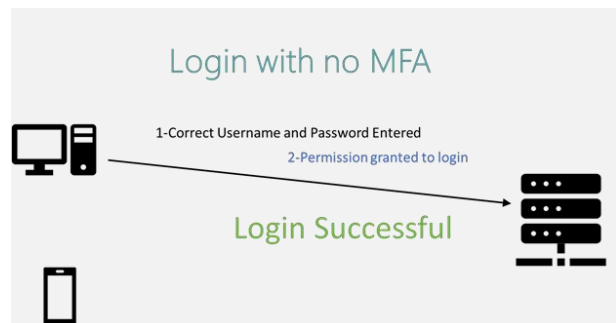 Login with no MFA
1-Correct Username and Password Entered
2-Permission granted to login
Login Successful